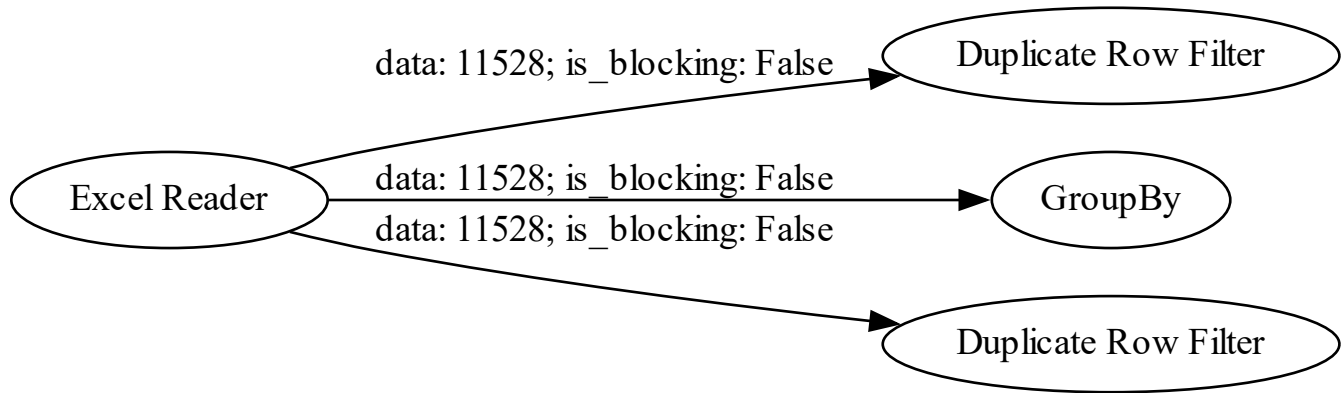 data: 11528; is_blocking: False
Duplicate Row Filter
Excel Reader
data: 11528; is_blocking: False
GroupBy
data: 11528; is_blocking: False
Duplicate Row Filter